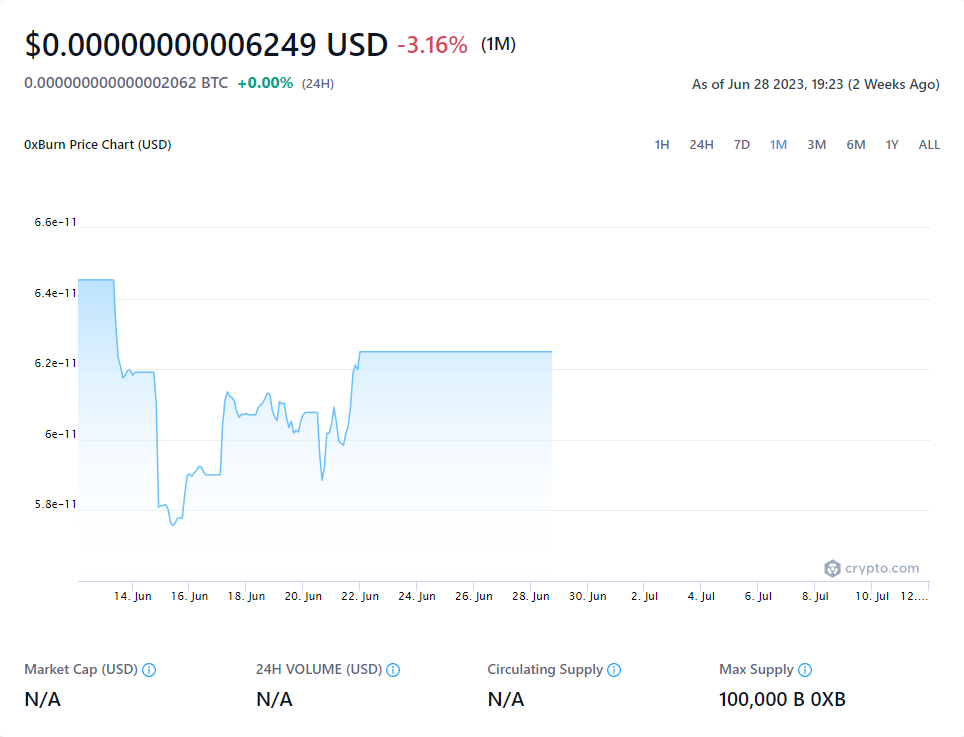 $0.00000000006249 USD -3.16% (1M)
0.000000000000002062 BTC +0.00% (24H)
As of Jun 28 2023, 19:23 (2 Weeks Ago)
0xBurn Price Chart (USD)
1H 24H 7D 1M 3M 6M 1Y ALL
6.6e-11
6.4e-11
6.2e-11
6e-11
5.8e-11
crypto.com
14. Jun 16. Jun 18. Jun 20. Jun 22. Jun 24. Jun 26. Jun 28. Jun 30. Jun 2. Jul 4. Jul 6. Jul 8. Jul 10. Jul 12....
Market Cap (USD) 24H VOLUME (USD) Circulating Supply Max Supply
N/A N/A N/A 100,000 B 0XB